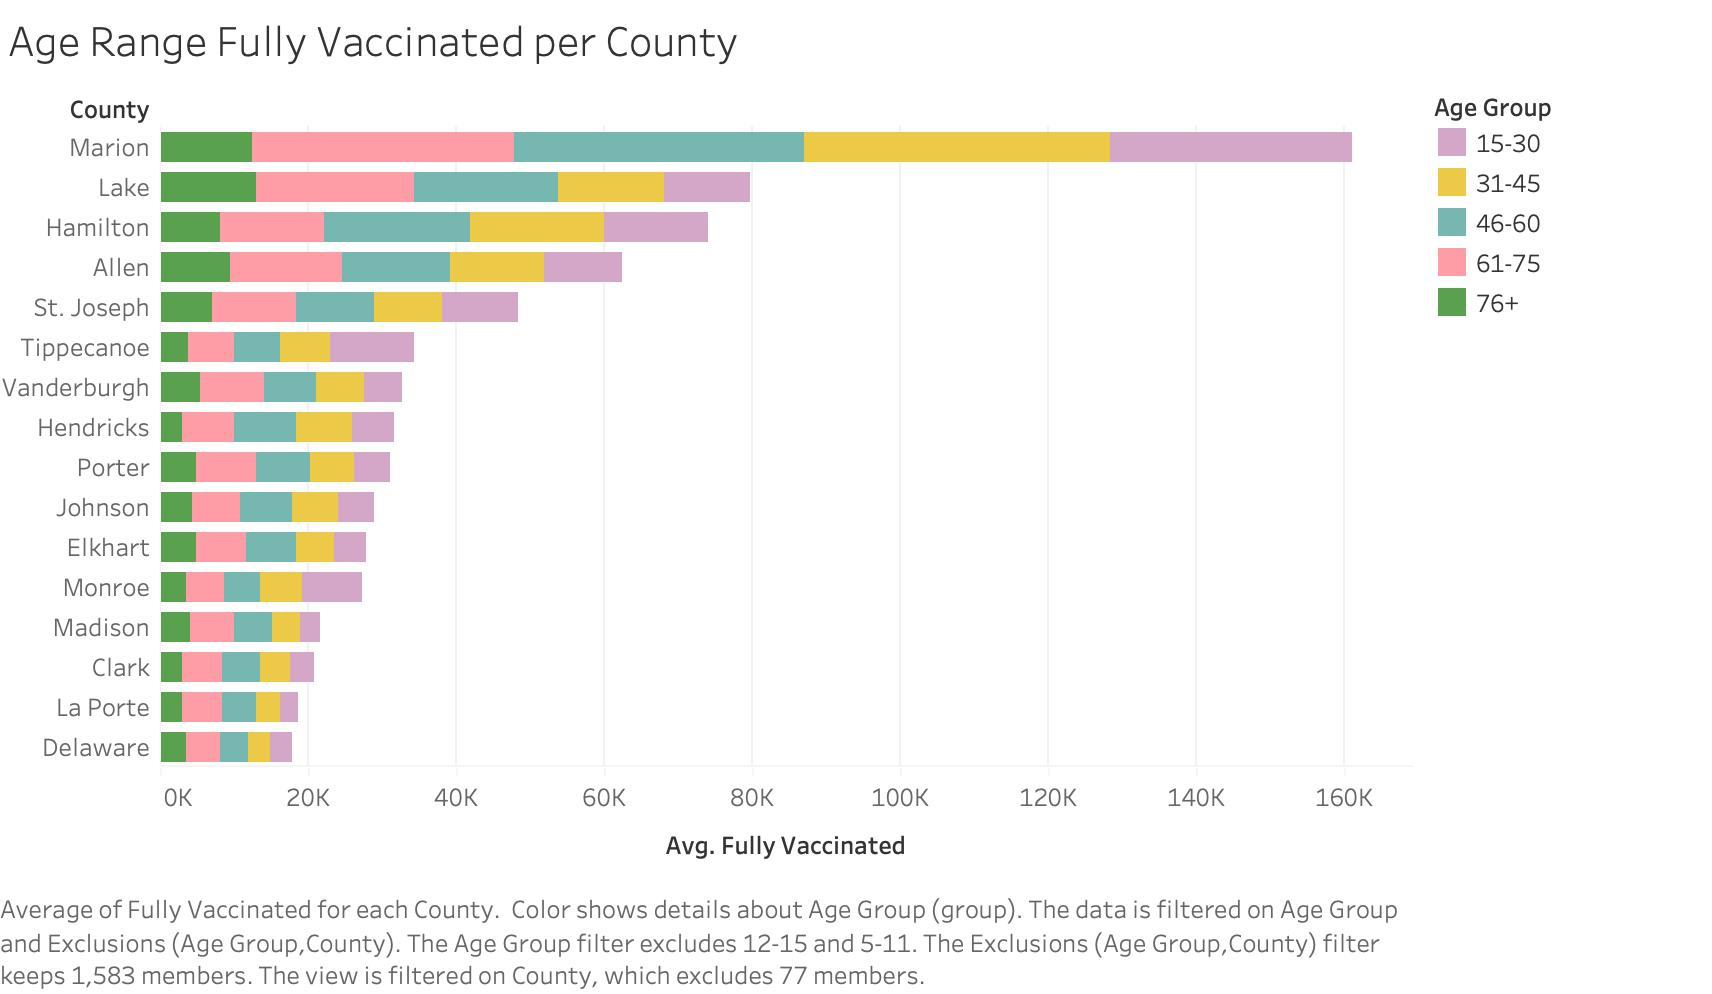 Age Range Fully Vaccinated per County
County
Marion
Lake
Hamilton
Allen
St. Joseph
Tippecanoe
Vanderburgh
Hendricks
Porter
Johnson
Elkhart
Monroe
Madison
Clark
La Porte
Delaware
0K 20K 40K 60K 80K 100K 120K 140K 160K
Avg. Fully Vaccinated
Age Group
15-30
31-45
46-60
61-75
76+
Average of Fully Vaccinated for each County.  Color shows details about Age Group (group). The data is filtered on Age Group
and Exclusions (Age Group,County). The Age Group filter excludes 12-15 and 5-11. The Exclusions (Age Group,County) filter
keeps 1,583 members. The view is filtered on County, which excludes 77 members.